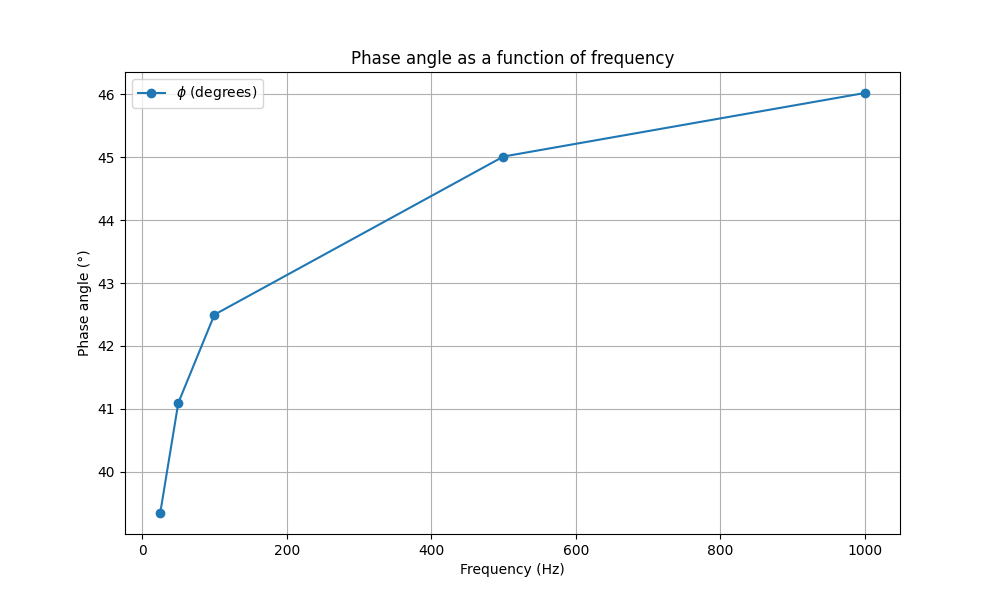 Phase angle as a function of frequency
ϕ (degrees)
46
45
44
43
42
41
40
Phase angle (°)
0 200 400 600 800 1000
Frequency (Hz)